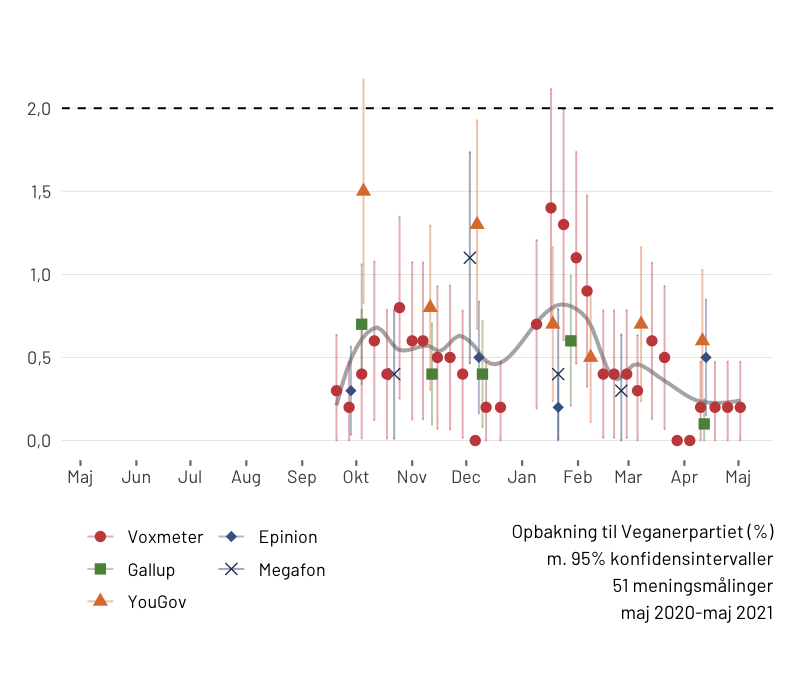 2,0
1,5
1,0
0,5
0,0
Maj Jun Jul Aug Sep Okt Nov Dec Jan Feb Mar Apr Maj
Voxmeter Epinion
Gallup Megafon
YouGov
Opbakning til Veganerpartiet (%)
m. 95% konfidensintervaller
51 meningsmålinger
maj 2020-maj 2021